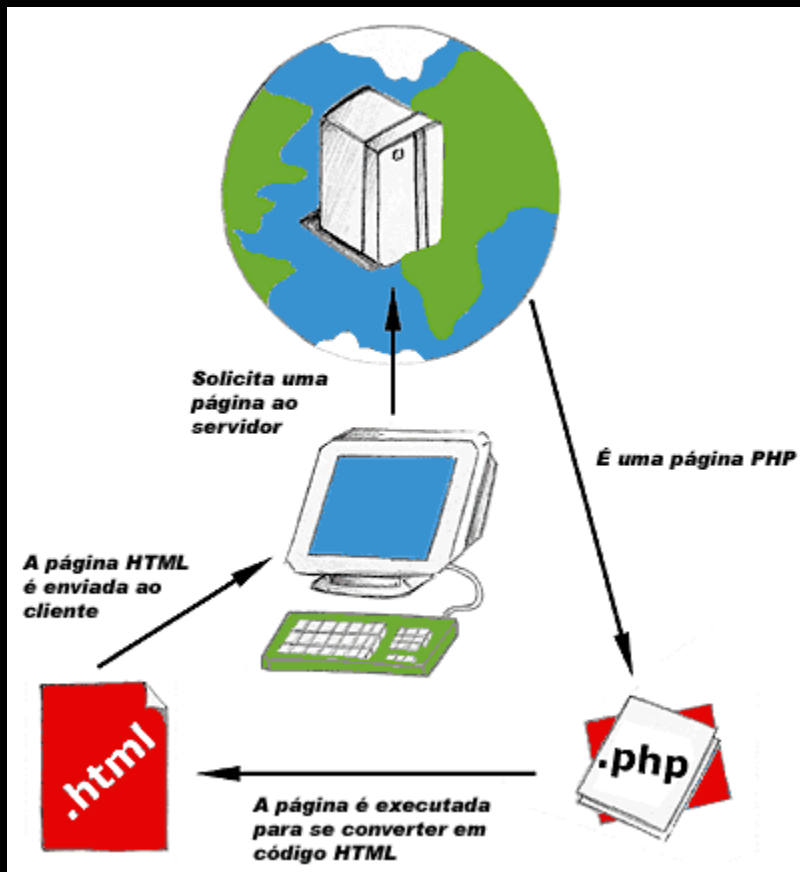 Solicita uma
página ao
servidor
É uma página PHP
A página HTML
é enviada ao
cliente
.html
.php
A página é executada
para se converter em
código HTML